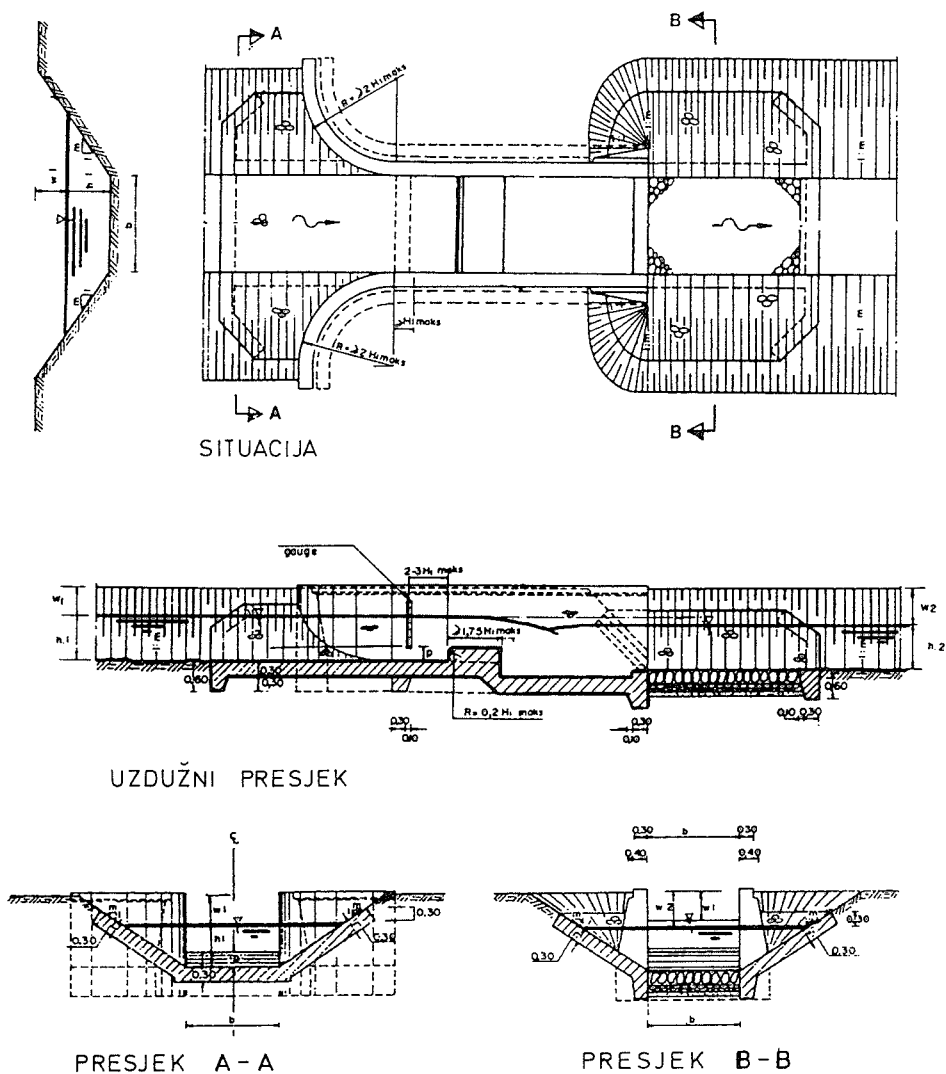 A
B
R = ≥2 H1 maks
m
w1
h
b
m
m
m
≥H1 maks
R = ≥2 H1 maks
A
B
SITUACIJA
gauge
2-3 H1 maks
w1
w2
≥1,75 H1 maks
h.1
h.2
p
0,60
0,30
0,30
0,60
R= 0,2 H1 maks
0,30
0,10
0,30
0,10
0,10
0,30
UZDUŽNI PRESJEK
0,30
b
0,30
0,40
0,40
w1
w2
w1
m
m
0,30
m
m
0,30
h1
0,30
0,30
p
0,30
0,30
0,30
b
b
PRESJEK A-A
PRESJEK B-B